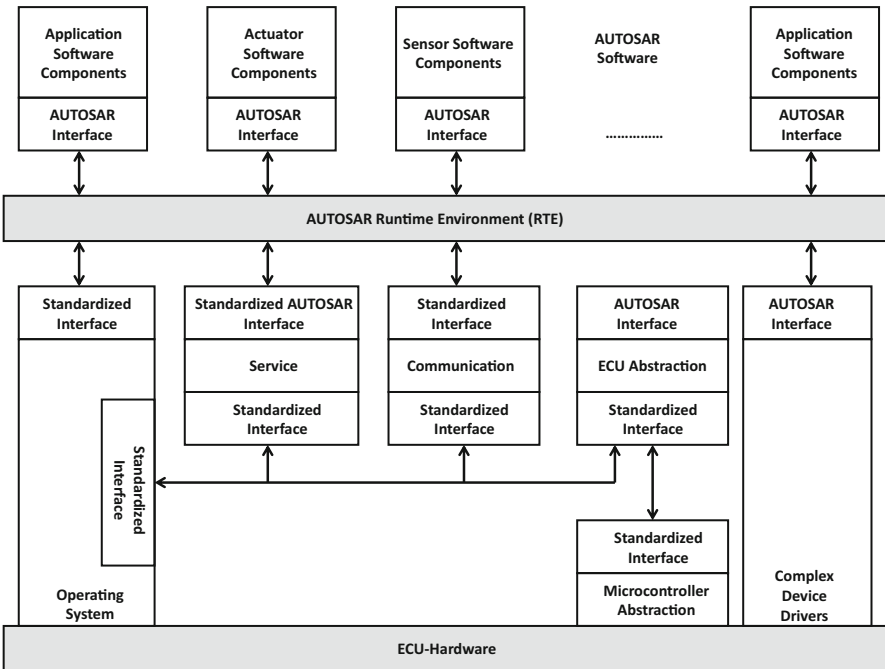 Application
Software
Components
AUTOSAR
Interface
Actuator
Software
Components
AUTOSAR
Interface
Sensor Software
Components
AUTOSAR
Interface
AUTOSAR
Software
……………
Application
Software
Components
AUTOSAR
Interface
AUTOSAR Runtime Environment (RTE)
Standardized
Interface
Standardized
Interface
Operating
System
Standardized AUTOSAR
Interface
Service
Standardized
Interface
Standardized
Interface
Communication
Standardized
Interface
AUTOSAR
Interface
ECU Abstraction
Standardized
Interface
Standardized
Interface
Microcontroller
Abstraction
AUTOSAR
Interface
Complex
Device
Drivers
ECU-Hardware